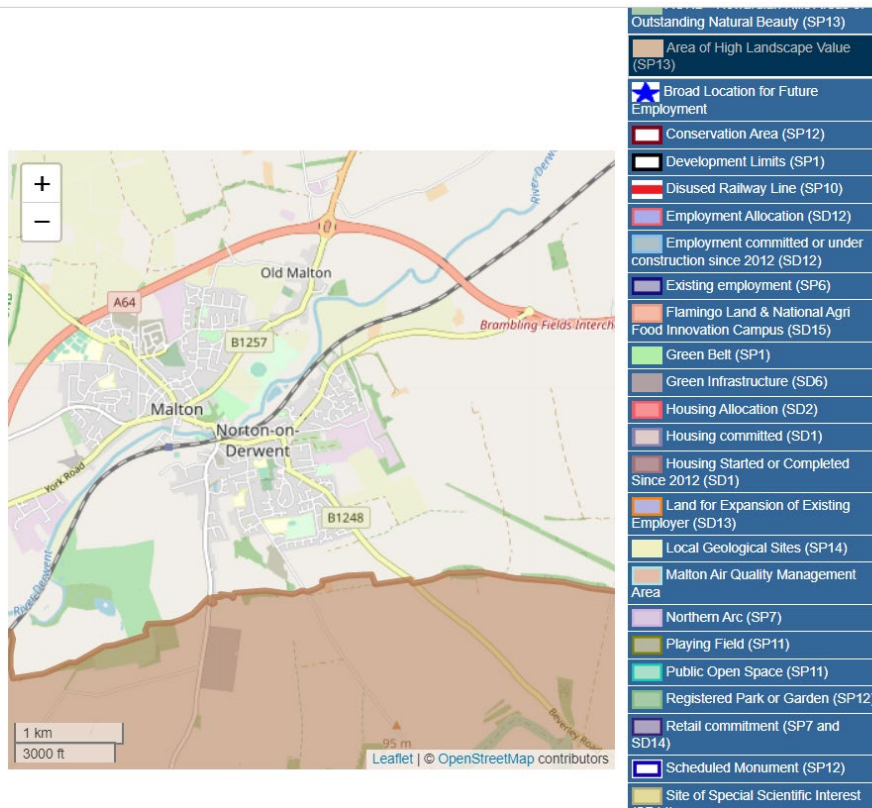 Outstanding Natural Beauty (SP13)
Area of High Landscape Value
(SP13)
Broad Location for Future
Employment
Conservation Area (SP12)
Development Limits (SP1)
Disused Railway Line (SP10)
Employment Allocation (SD12)
Employment committed or under
construction since 2012 (SD12)
Existing employment (SP6)
Flamingo Land & National Agri
Food Innovation Campus (SD15)
Green Belt (SP1)
Green Infrastructure (SD6)
Housing Allocation (SD2)
Housing committed (SD1)
Housing Started or Completed
Since 2012 (SD1)
Land for Expansion of Existing
Employer (SD13)
Local Geological Sites (SP14)
Malton Air Quality Management
Area
Northern Arc (SP7)
Playing Field (SP11)
Public Open Space (SP11)
Registered Park or Garden (SP12)
Retail commitment (SP7 and
SD14)
Scheduled Monument (SP12)
Site of Special Scientific Interest
+
−
River Derwent
Old Malton
A64
B1257
Brambling Fields Interch
Malton
Norton-on-
Derwent
York Road
B1248
River Derwent
Beverley Road
95 m
1 km
3000 ft
Leaflet | © OpenStreetMap contributors